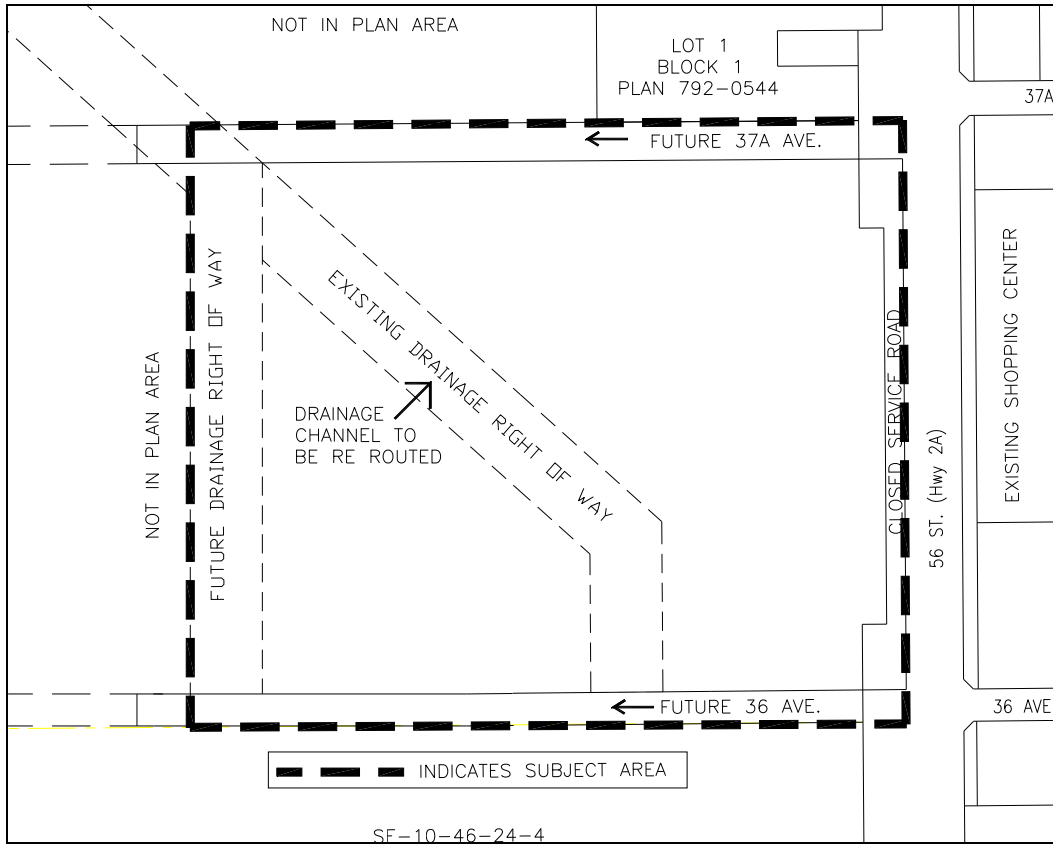 NOT IN PLAN AREA
LOT 1
BLOCK 1
PLAN 792-0544
37A
FUTURE 37A AVE.
EXISTING DRAINAGE RIGHT OF WAY
FUTURE DRAINAGE RIGHT OF WAY
NOT IN PLAN AREA
DRAINAGE
CHANNEL TO
BE RE ROUTED
CLOSED SERVICE ROAD
56 ST. (Hwy 2A)
EXISTING SHOPPING CENTER
FUTURE 36 AVE.
36 AVE
INDICATES SUBJECT AREA
SE-10-46-24-4